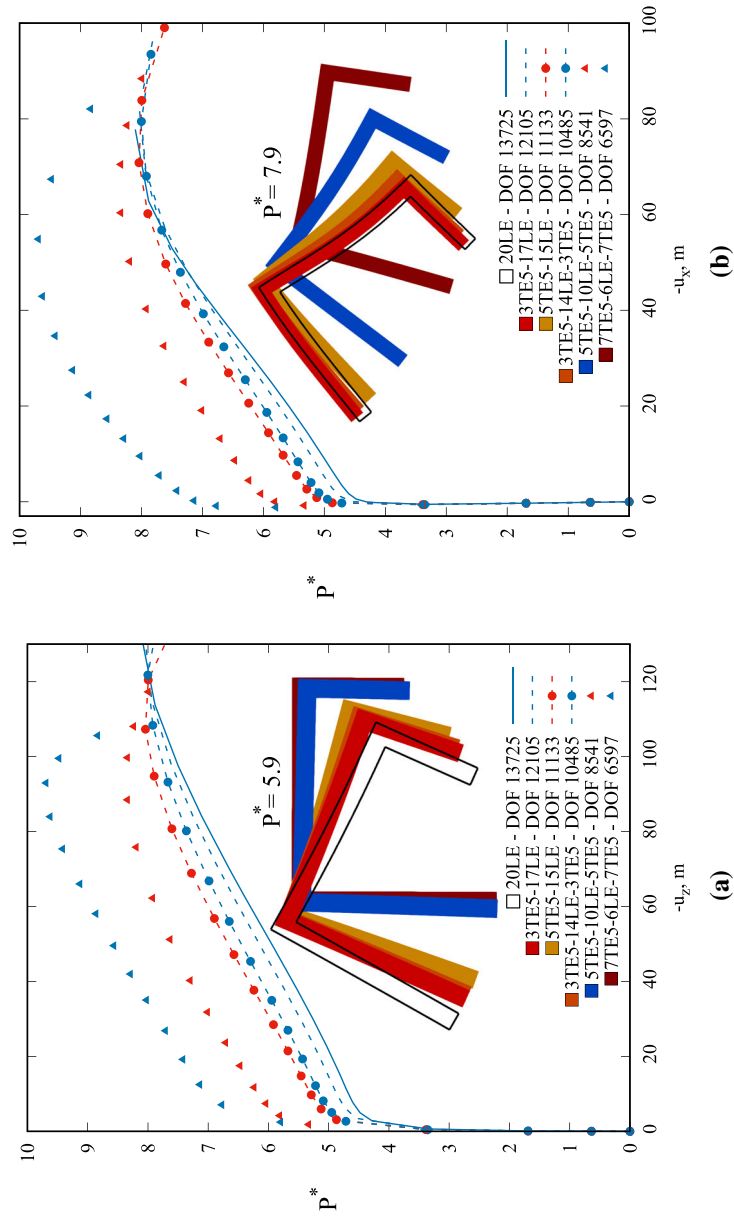 10
9
8
7
6
5
4
3
2
1
0
P*
0
20
40
60
80
100
120
-uz, m
P*= 5.9
20LE - DOF 13725
3TE5-17LE - DOF 12105
5TE5-15LE - DOF 11133
3TE5-14LE-3TE5 - DOF 10485
5TE5-10LE-5TE5 - DOF 8541
7TE5-6LE-7TE5 - DOF 6597
(a)
10
9
8
7
6
5
4
3
2
1
0
P*
0
20
40
60
80
100
-ux, m
P*= 7.9
20LE - DOF 13725
3TE5-17LE - DOF 12105
5TE5-15LE - DOF 11133
3TE5-14LE-3TE5 - DOF 10485
5TE5-10LE-5TE5 - DOF 8541
7TE5-6LE-7TE5 - DOF 6597
(b)